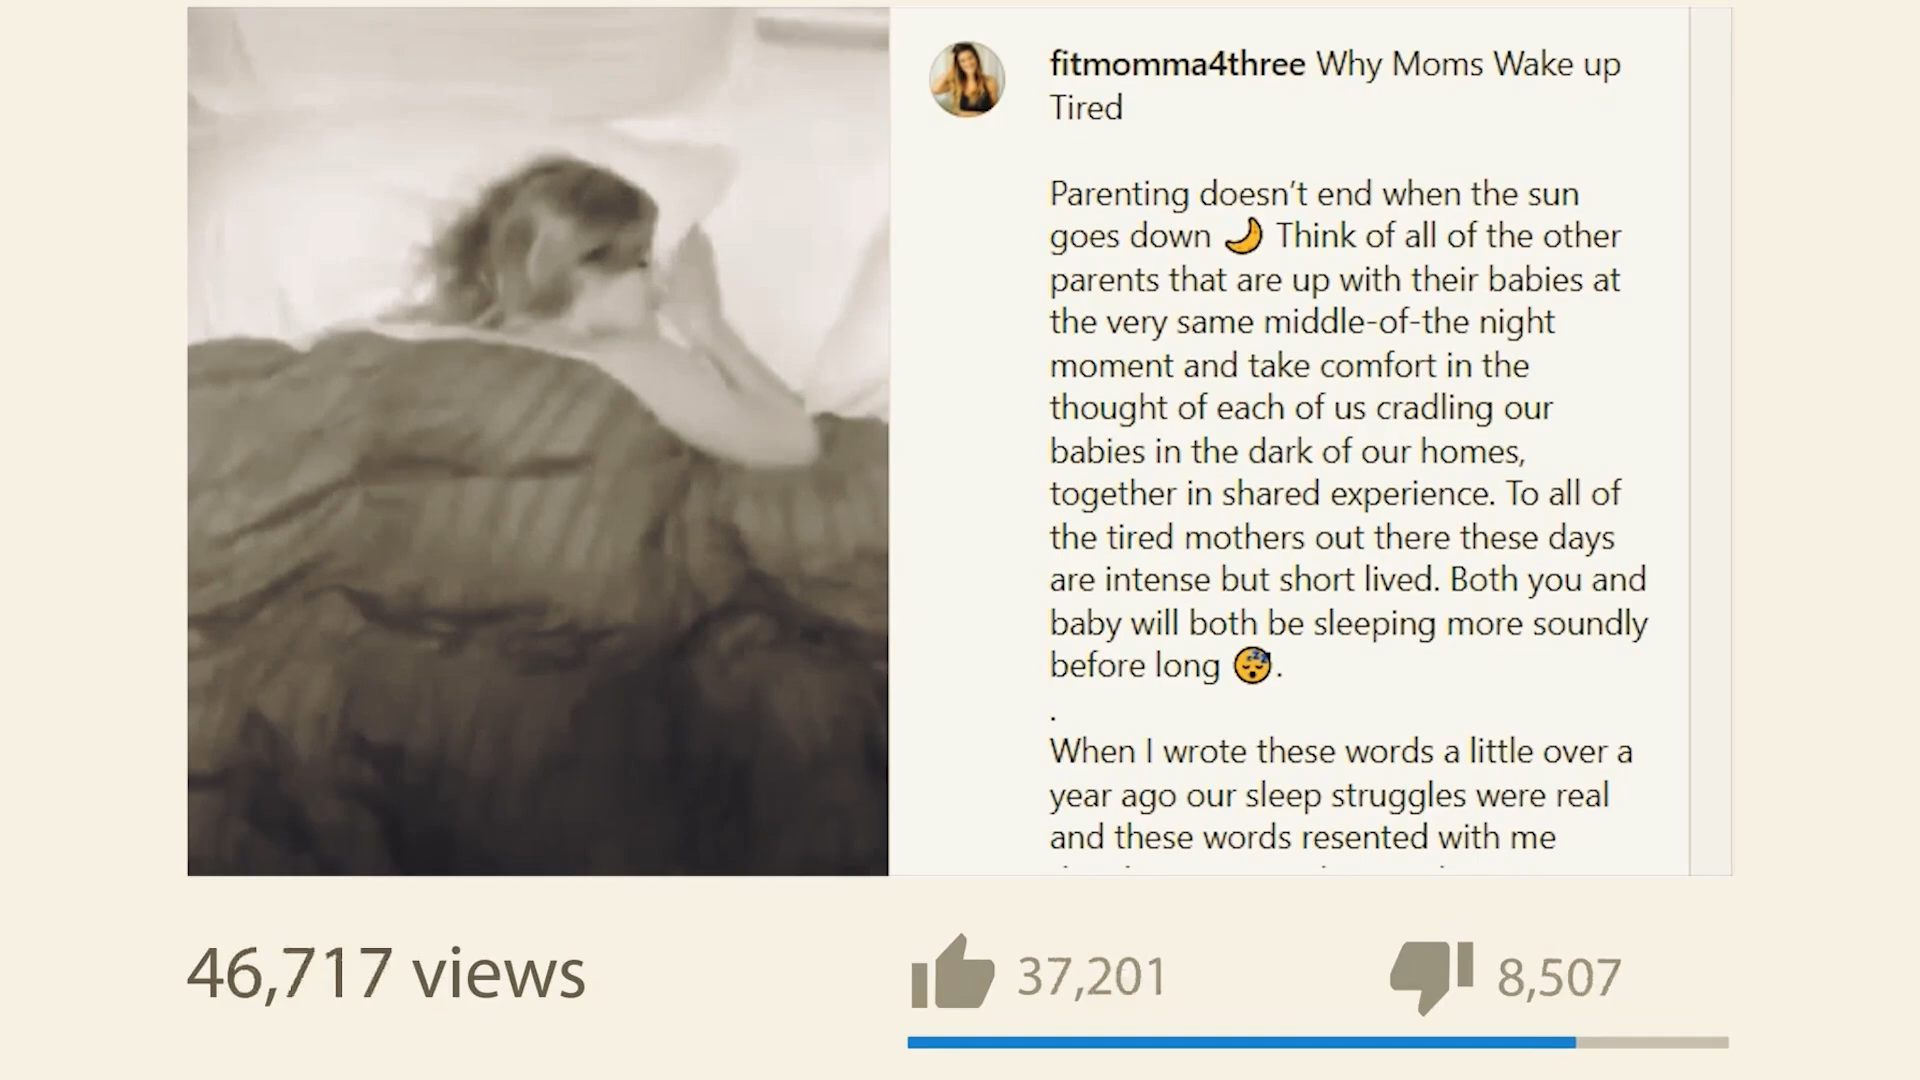 fitmomma4three Why Moms Wake up
Tired
Parenting doesn’t end when the sun
goes down 🌙 Think of all of the other
parents that are up with their babies at
the very same middle-of-the night
moment and take comfort in the
thought of each of us cradling our
babies in the dark of our homes,
together in shared experience. To all of
the tired mothers out there these days
are intense but short lived. Both you and
baby will both be sleeping more soundly
before long 😴.
.
When I wrote these words a little over a
year ago our sleep struggles were real
and these words resented with me
46,717 views
37,201
8,507